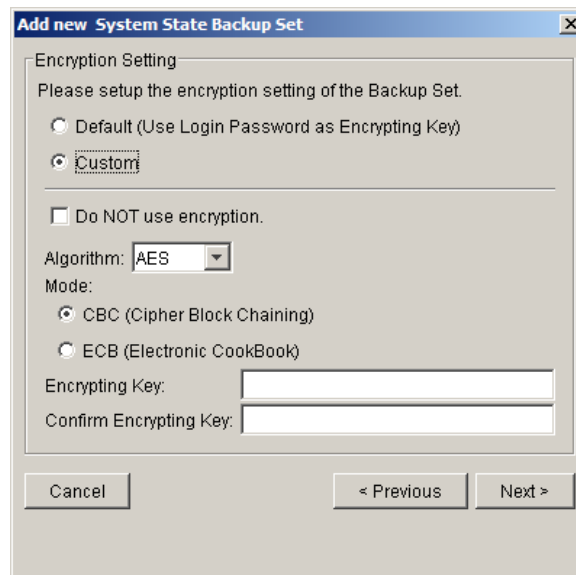 Add new  System State Backup Set
Encryption Setting
Please setup the encryption setting of the Backup Set.
Default (Use Login Password as Encrypting Key)
Custom
Do NOT use encryption.
Algorithm: AES
Mode:
CBC (Cipher Block Chaining)
ECB (Electronic CookBook)
Encrypting Key:
Confirm Encrypting Key:
Cancel < Previous Next >